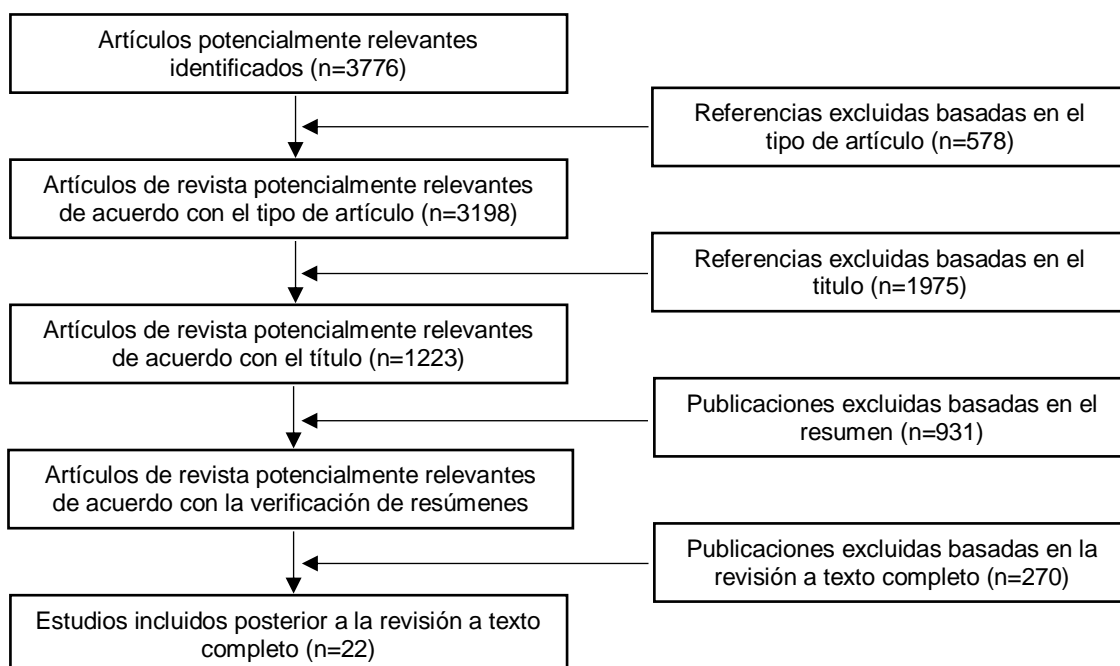 Artículos potencialmente relevantes
identificados (n=3776)
Referencias excluidas basadas en el
tipo de artículo (n=578)
Artículos de revista potencialmente relevantes
de acuerdo con el tipo de artículo (n=3198)
Referencias excluidas basadas en el
titulo (n=1975)
Artículos de revista potencialmente relevantes
de acuerdo con el título (n=1223)
Publicaciones excluidas basadas en el
resumen (n=931)
Artículos de revista potencialmente relevantes
de acuerdo con la verificación de resúmenes
Publicaciones excluidas basadas en la
revisión a texto completo (n=270)
Estudios incluidos posterior a la revisión a texto
completo (n=22)